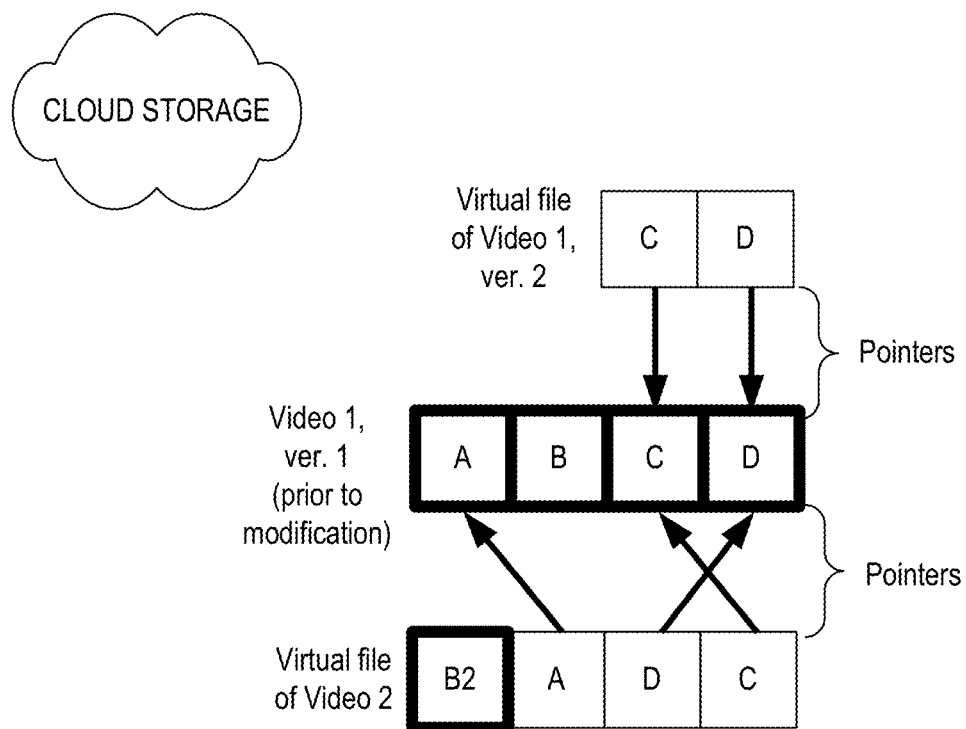 CLOUD STORAGE
Virtual file
of Video 1,
ver. 2
C D
Pointers
Video 1,
ver. 1
(prior to
modification)
A B C D
Pointers
Virtual file
of Video 2
B2 A D C